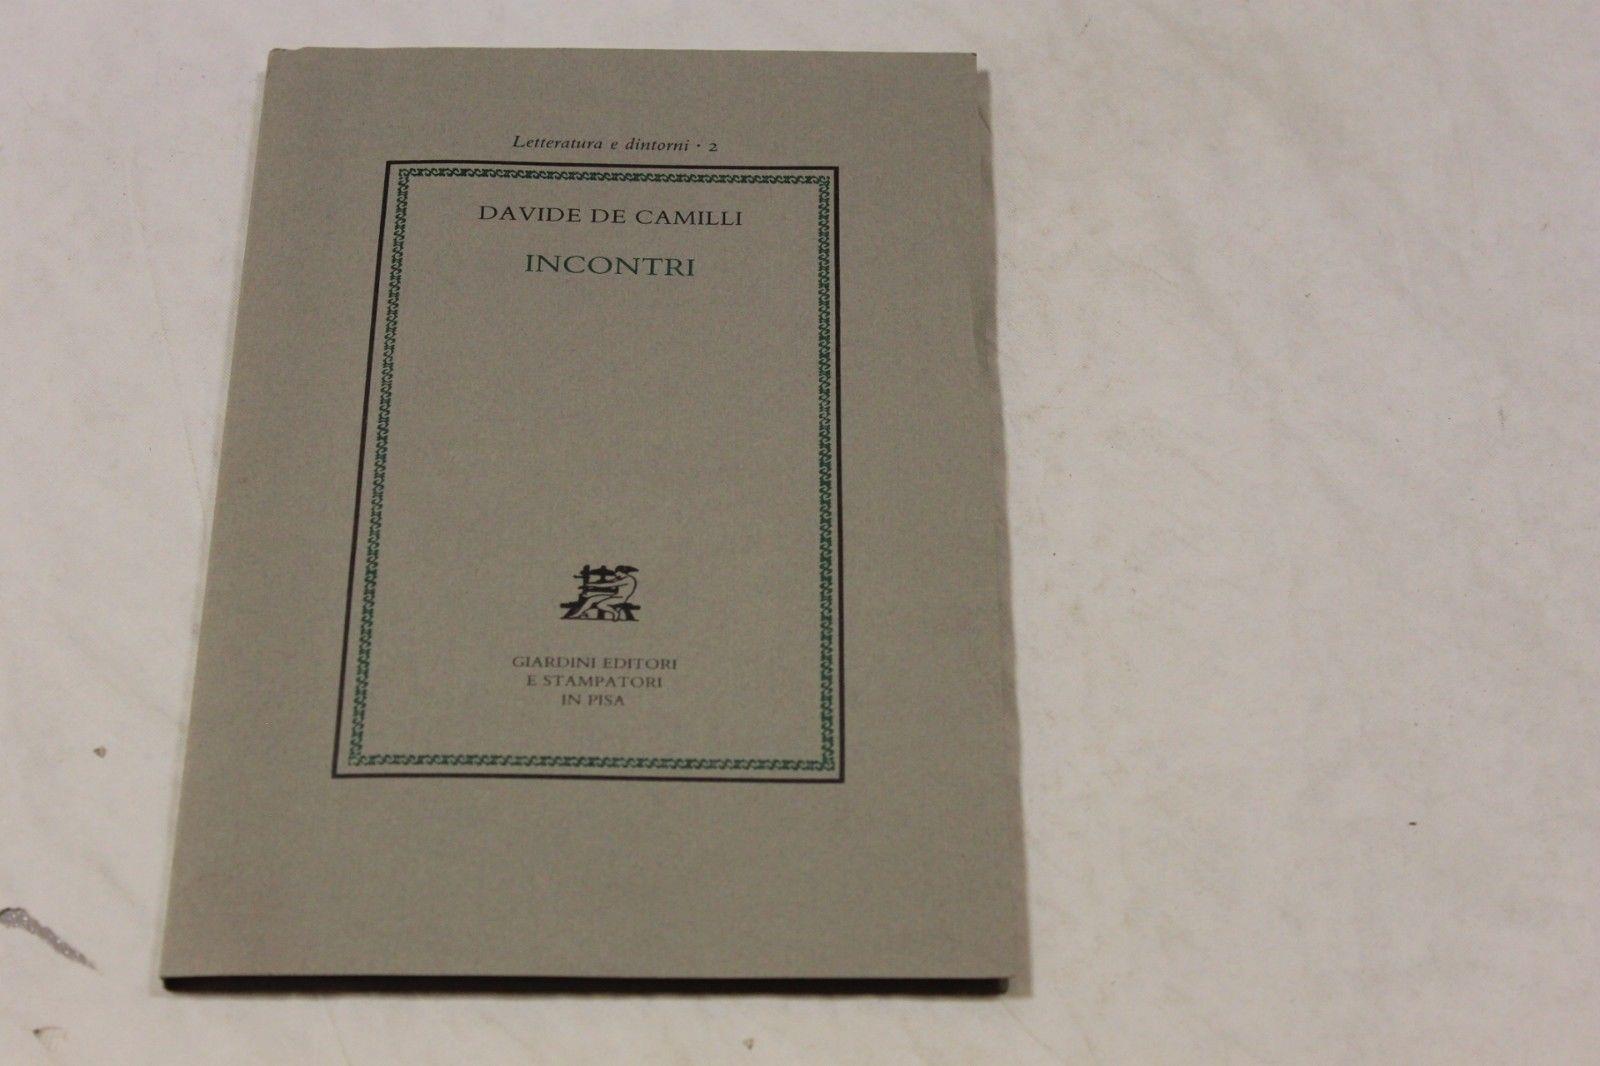 Letteratura e dintorni · 2
DAVIDE DE CAMILLI
INCONTRI
GIARDINI EDITORI
E STAMPATORI
IN PISA